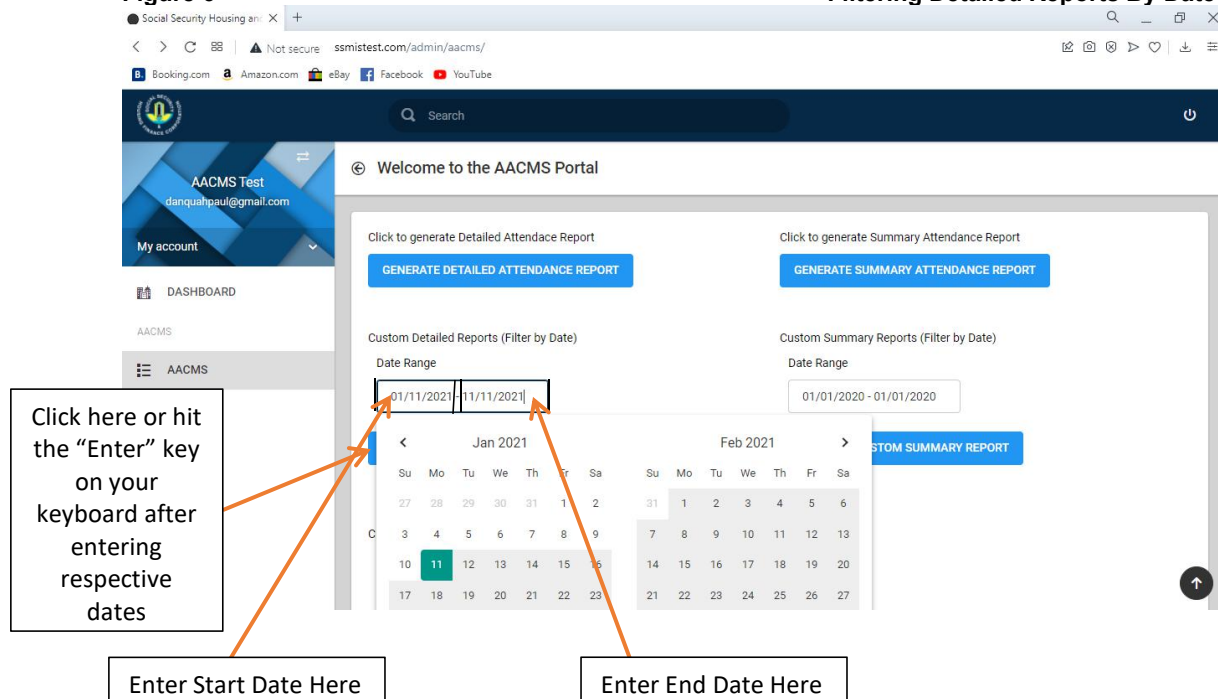 Social Security Housing an
Not secure ssmistest.com/admin/aacms/
Booking.com Amazon.com eBay Facebook YouTube
Search
AACMS Test
danquahpaul@gmail.com
My account
DASHBOARD
AACMS
AACMS
Welcome to the AACMS Portal
Click to generate Detailed Attendace Report
GENERATE DETAILED ATTENDANCE REPORT
Click to generate Summary Attendance Report
GENERATE SUMMARY ATTENDANCE REPORT
Custom Detailed Reports (Filter by Date)
Date Range
01/11/2021 - 11/11/2021
Custom Summary Reports (Filter by Date)
Date Range
01/01/2020 - 01/01/2020
STOM SUMMARY REPORT
Jan 2021
Su Mo Tu We Th Fr Sa
27 28 29 30 31 1 2
3 4 5 6 7 8 9
10 11 12 13 14 15 16
17 18 19 20 21 22 23
Feb 2021
Su Mo Tu We Th Fr Sa
31 1 2 3 4 5 6
7 8 9 10 11 12 13
14 15 16 17 18 19 20
21 22 23 24 25 26 27
C
Click here or hit
the “Enter” key
on your
keyboard after
entering
respective
dates
Enter Start Date Here
Enter End Date Here